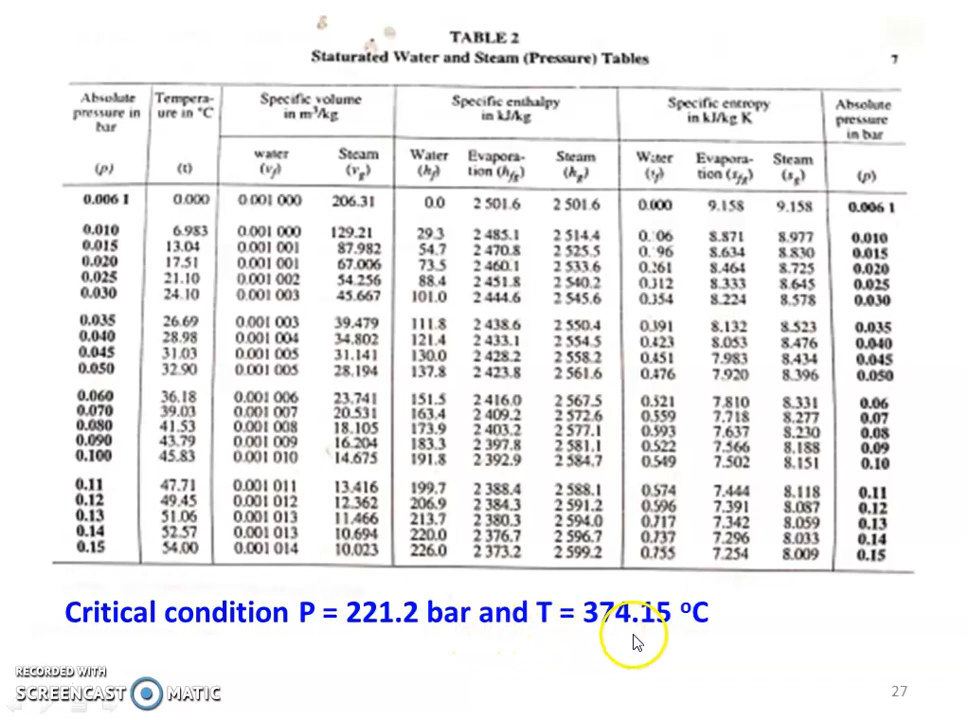 TABLE 2
Staturated Water and Steam (Pressure) Tables 7
Absolute pressure in bar Tempera-ure in °C Specific volume in m³/kg Specific enthalpy in kJ/kg Specific entropy in kJ/kg K Absolute pressure in bar
(p) (t) water (vf) Steam (vg) Water (hf) Evapora-tion (hfg) Steam (hg) Water (sf) Evapora-tion (sfg) Steam (sg) (p)
0.006 1 0.000 0.001 000 206.31 0.0 2 501.6 2 501.6 0.000 9.158 9.158 0.006 1
0.010 6.983 0.001 000 129.21 29.3 2 485.1 2 514.4 06 8.871 8.977 0.010
0.015 13.04 0.001 001 87.982 54.7 2 470.8 2 525.5 96 8.634 8.830 0.015
0.020 17.51 0.001 001 67.006 73.5 2 460.1 2 533.6 0.261 8.464 8.725 0.020
0.025 21.10 0.001 002 54.256 88.4 2 451.8 2 540.2 0.312 8.333 8.645 0.025
0.030 24.10 0.001 003 45.667 101.0 2 444.6 2 545.6 0.354 8.224 8.578 0.030
0.035 26.69 0.001 003 39.479 111.8 2 438.6 2 550.4 0.391 8.132 8.523 0.035
0.040 28.98 0.001 004 34.802 121.4 2 433.1 2 554.5 0.423 8.053 8.476 0.040
0.045 31.03 0.001 005 31.141 130.0 2 428.2 2 558.2 0.451 7.983 8.434 0.045
0.050 32.90 0.001 005 28.194 137.8 2 423.8 2 561.6 0.476 7.920 8.396 0.050
0.060 36.18 0.001 006 23.741 151.5 2 416.0 2 567.5 0.521 7.810 8.331 0.06
0.070 39.03 0.001 007 20.531 163.4 2 409.2 2 572.6 0.559 7.718 8.277 0.07
0.080 41.53 0.001 008 18.105 173.9 2 403.2 2 577.1 0.593 7.637 8.230 0.08
0.090 43.79 0.001 009 16.204 183.3 2 397.8 2 581.1 0.522 7.566 8.188 0.09
0.100 45.83 0.001 010 14.675 191.8 2 392.9 2 584.7 0.549 7.502 8.151 0.10
0.11 47.71 0.001 011 13.416 199.7 2 388.4 2 588.1 0.574 7.444 8.118 0.11
0.12 49.45 0.001 012 12.362 206.9 2 384.3 2 591.2 0.596 7.391 8.087 0.12
0.13 51.06 0.001 013 11.466 213.7 2 380.3 2 594.0 0.717 7.342 8.059 0.13
0.14 52.57 0.001 013 10.694 220.0 2 376.7 2 596.7 0.737 7.296 8.033 0.14
0.15 54.00 0.001 014 10.023 226.0 2 373.2 2 599.2 0.755 7.254 8.009 0.15
Critical condition P = 221.2 bar and T = 374.15 °C
RECORDED WITH
SCREENCAST MATIC
27